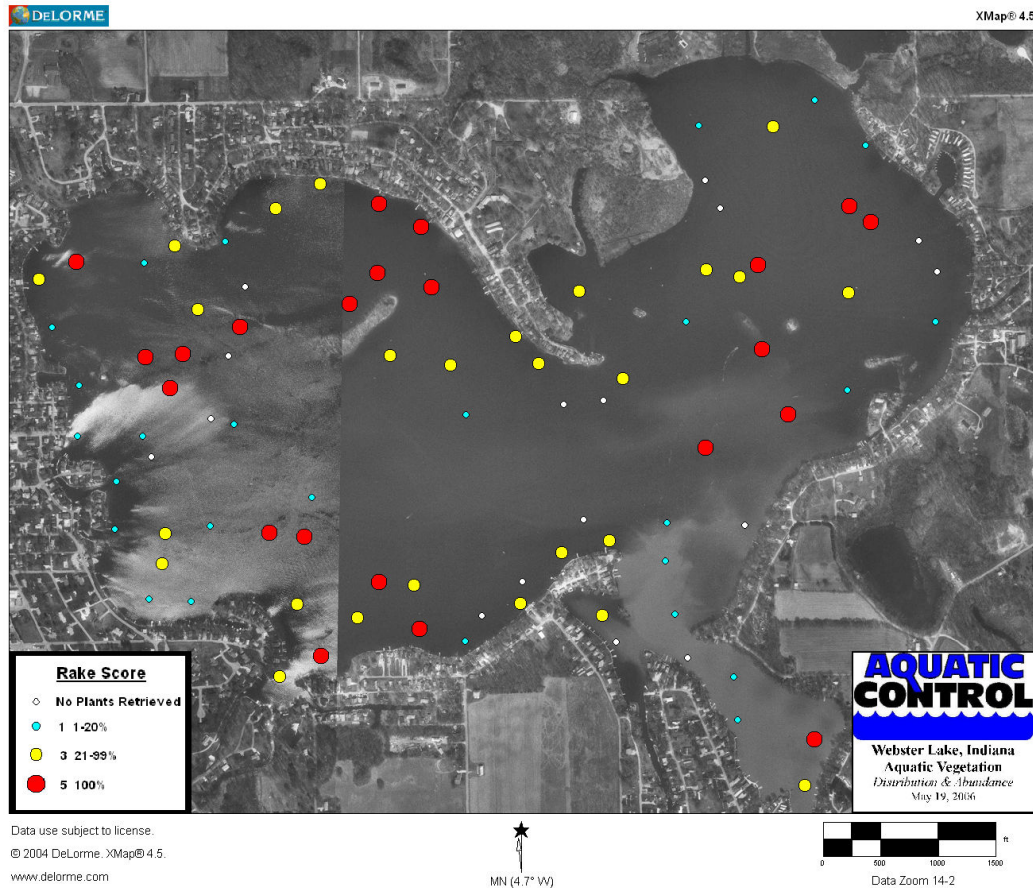 DELORME
XMap® 4.5
Rake Score
No Plants Retrieved
1 1-20%
3 21-99%
5 100%
AQUATIC
CONTROL
Webster Lake, Indiana
Aquatic Vegetation
Distribution & Abundance
May 19, 2006
Data use subject to license.
© 2004 DeLorme. XMap® 4.5.
www.delorme.com
MN (4.7° W)
ft
0 500 1000 1500
Data Zoom 14-2